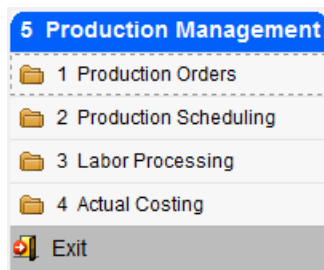 5 Production Management
1 Production Orders
2 Production Scheduling
3 Labor Processing
4 Actual Costing
Exit